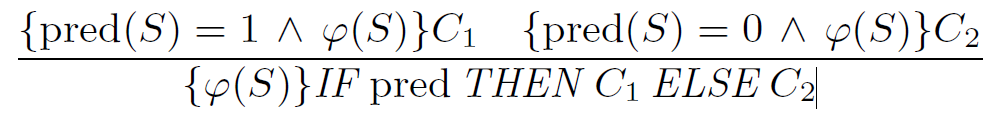 {pred(S) = 1 ∧ φ(S)}C₁ {pred(S) = 0 ∧ φ(S)}C₂
{φ(S)}IF pred THEN C₁ ELSE C₂